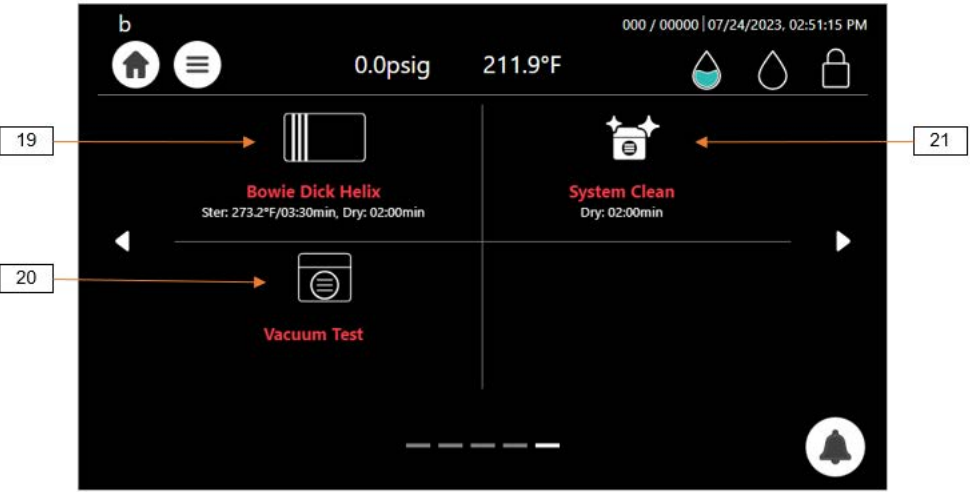 b
000 / 00000 | 07/24/2023, 02:51:15 PM
0.0psig 211.9°F
19
21
Bowie Dick Helix
Ster: 273.2°F/03:30min, Dry: 02:00min
System Clean
Dry: 02:00min
20
Vacuum Test